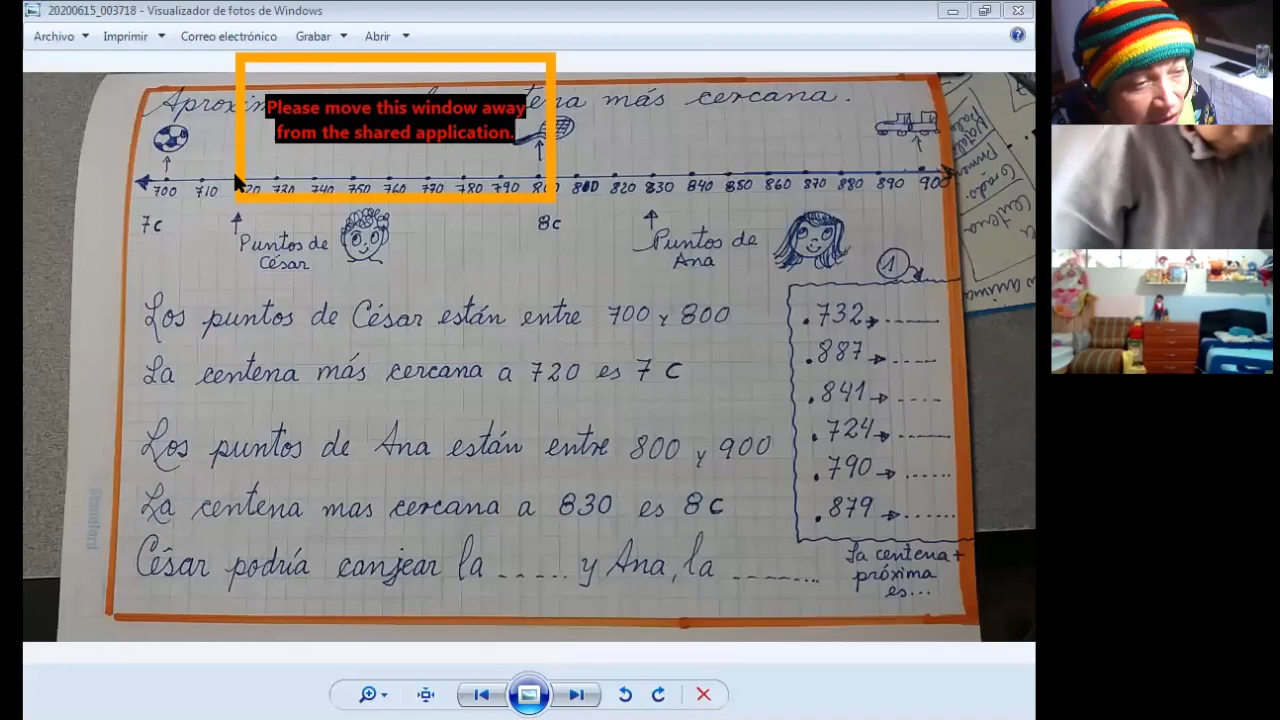 20200615_003718 - Visualizador de fotos de Windows
Archivo Imprimir Correo electrónico Grabar Abrir
más cercana.
Please move this window away
from the shared application.
700 710 720 730 740 750 760 770 780 790 800 810 820 830 840 850 860 870 880 890 900
7c
8c
Puntos de
César
Puntos de
Ana
1
Los puntos de César están entre 700 y 800
La centena más cercana a 720 es 7 C
Los puntos de Ana están entre 800 y 900
La centena mas cercana a 830 es 8 C
César podría canjear la ..... y Ana, la .......
.732→ ......
.887→ .....
.841→ ....
.724→ ......
.790→ ......
.879→ ......
La centena +
próxima
es...
Standford